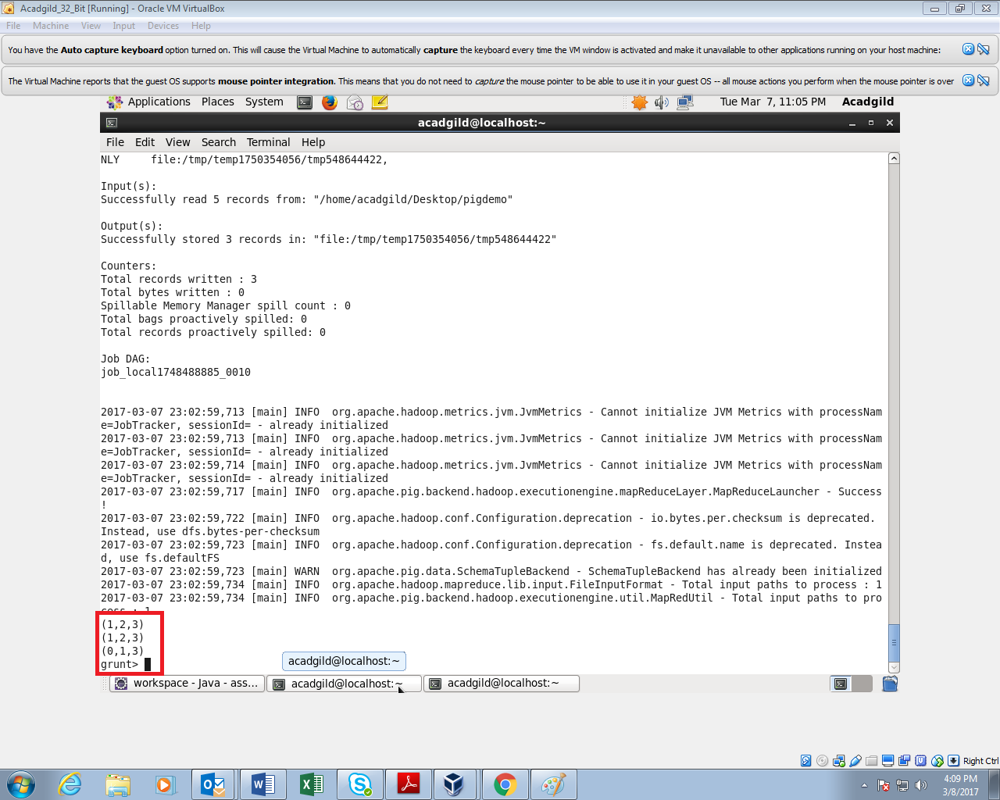 Acadgild_32_Bit [Running] - Oracle VM VirtualBox
File Machine View Input Devices Help
You have the Auto capture keyboard option turned on. This will cause the Virtual Machine to automatically capture the keyboard every time the VM window is activated and make it unavailable to other applications running on your host machine:
The Virtual Machine reports that the guest OS supports mouse pointer integration. This means that you do not need to capture the mouse pointer to be able to use it in your guest OS -- all mouse actions you perform when the mouse pointer is over
Applications Places System Tue Mar 7, 11:05 PM Acadgild
acadgild@localhost:~
File Edit View Search Terminal Help
NLY     file:/tmp/temp1750354056/tmp548644422,
Input(s):
Successfully read 5 records from: "/home/acadgild/Desktop/pigdemo"
Output(s):
Successfully stored 3 records in: "file:/tmp/temp1750354056/tmp548644422"
Counters:
Total records written : 3
Total bytes written : 0
Spillable Memory Manager spill count : 0
Total bags proactively spilled: 0
Total records proactively spilled: 0
Job DAG:
job_local1748488885_0010
2017-03-07 23:02:59,713 [main] INFO  org.apache.hadoop.metrics.jvm.JvmMetrics - Cannot initialize JVM Metrics with processNam
e=JobTracker, sessionId= - already initialized
2017-03-07 23:02:59,713 [main] INFO  org.apache.hadoop.metrics.jvm.JvmMetrics - Cannot initialize JVM Metrics with processNam
e=JobTracker, sessionId= - already initialized
2017-03-07 23:02:59,714 [main] INFO  org.apache.hadoop.metrics.jvm.JvmMetrics - Cannot initialize JVM Metrics with processNam
e=JobTracker, sessionId= - already initialized
2017-03-07 23:02:59,717 [main] INFO  org.apache.pig.backend.hadoop.executionengine.mapReduceLayer.MapReduceLauncher - Success
!
2017-03-07 23:02:59,722 [main] INFO  org.apache.hadoop.conf.Configuration.deprecation - io.bytes.per.checksum is deprecated.
Instead, use dfs.bytes-per-checksum
2017-03-07 23:02:59,723 [main] INFO  org.apache.hadoop.conf.Configuration.deprecation - fs.default.name is deprecated. Instea
d, use fs.defaultFS
2017-03-07 23:02:59,723 [main] WARN  org.apache.pig.data.SchemaTupleBackend - SchemaTupleBackend has already been initialized
2017-03-07 23:02:59,734 [main] INFO  org.apache.hadoop.mapreduce.lib.input.FileInputFormat - Total input paths to process : 1
2017-03-07 23:02:59,734 [main] INFO  org.apache.pig.backend.hadoop.executionengine.util.MapRedUtil - Total input paths to pro
cess : 1
(1,2,3)
(1,2,3)
(0,1,3)
grunt>
acadgild@localhost:~
workspace - Java - ass... acadgild@localhost:~ acadgild@localhost:~
Right Ctrl
4:09 PM
3/8/2017